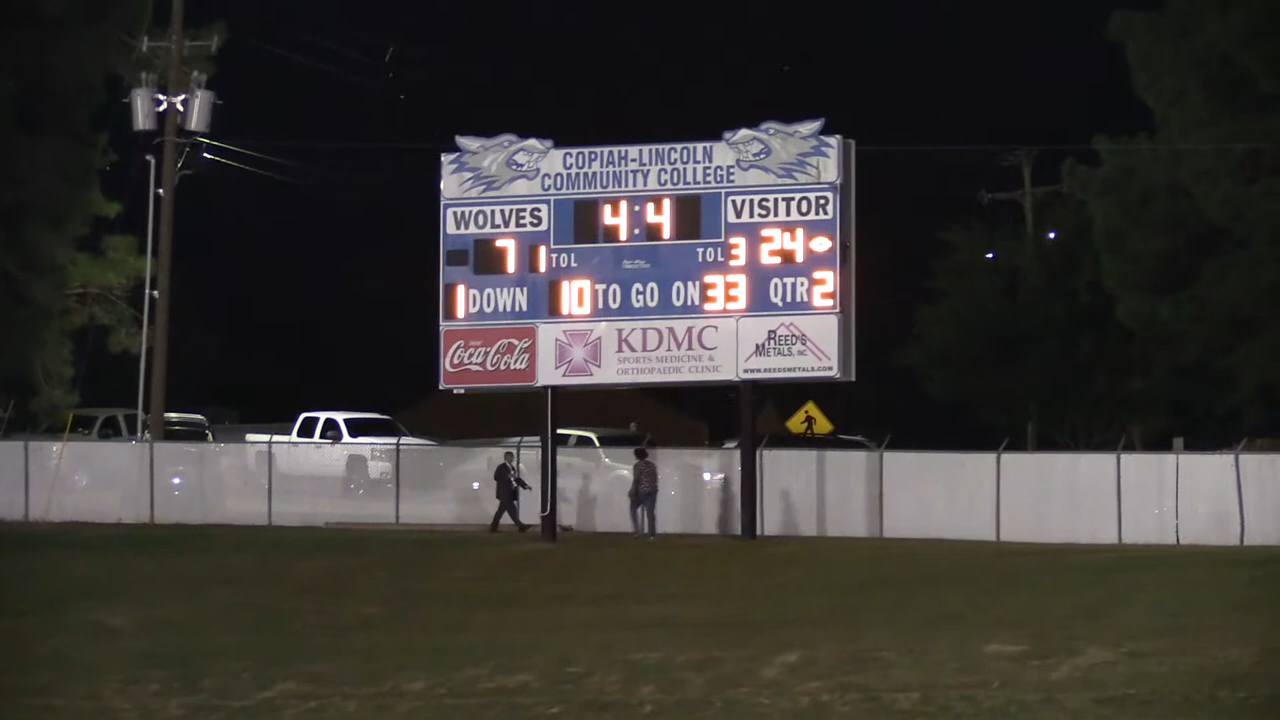 COPIAH-LINCOLN
COMMUNITY COLLEGE
WOLVES 4:4 VISITOR
7 1 TOL TOL 3 24
1 DOWN 10 TO GO ON 33 QTR 2
Coca-Cola
KDMC
SPORTS MEDICINE &
ORTHOPAEDIC CLINIC
REED'S
METALS, INC.
WWW.REEDSMETALS.COM